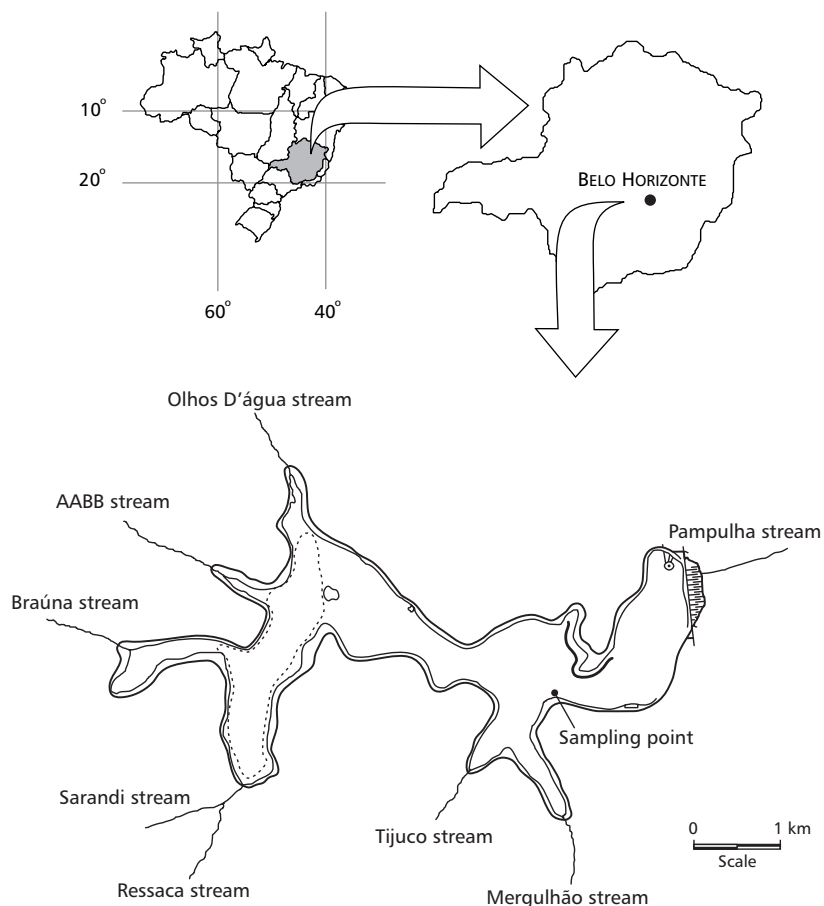 10°
20°
60°
40°
BELO HORIZONTE
Olhos D'água stream
AABB stream
Pampulha stream
Braúna stream
Sampling point
Sarandi stream
Tijuco stream
0 1 km
Scale
Ressaca stream
Mergulhão stream